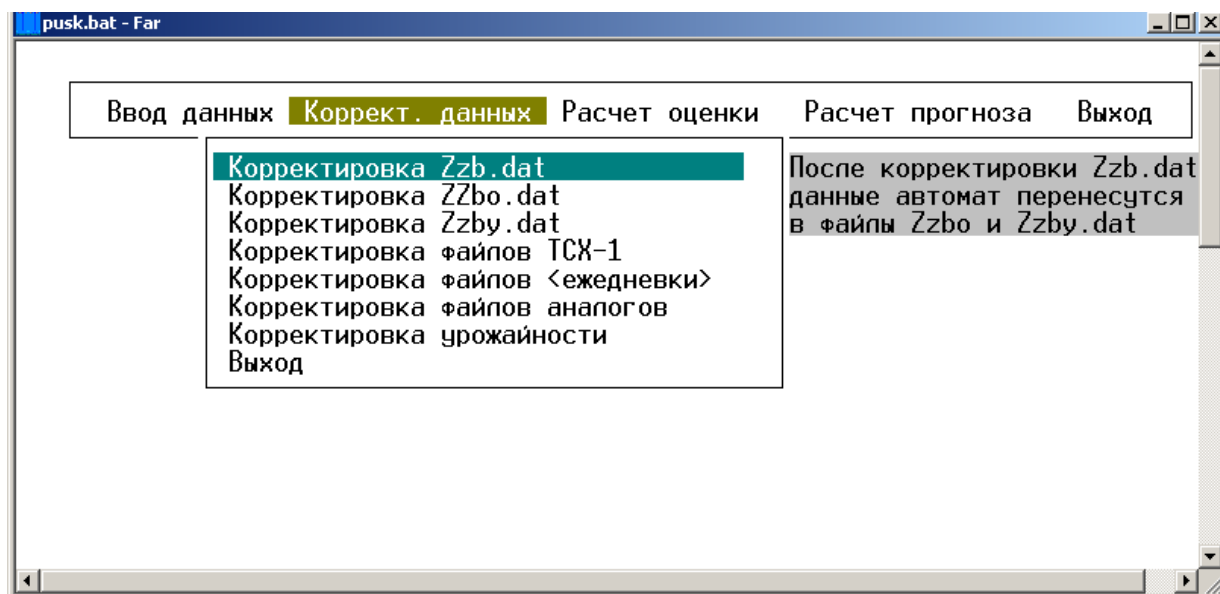 pusk.bat - Far
Ввод данных Коррект. данных Расчет оценки Расчет прогноза Выход
Корректировка Zzb.dat
Корректировка ZZbo.dat
Корректировка Zzby.dat
Корректировка файлов ТСХ-1
Корректировка файлов <ежедневки>
Корректировка файлов аналогов
Корректировка урожайности
Выход
После корректировки Zzb.dat
данные автомат перенесутся
в файлы Zzbo и Zzby.dat